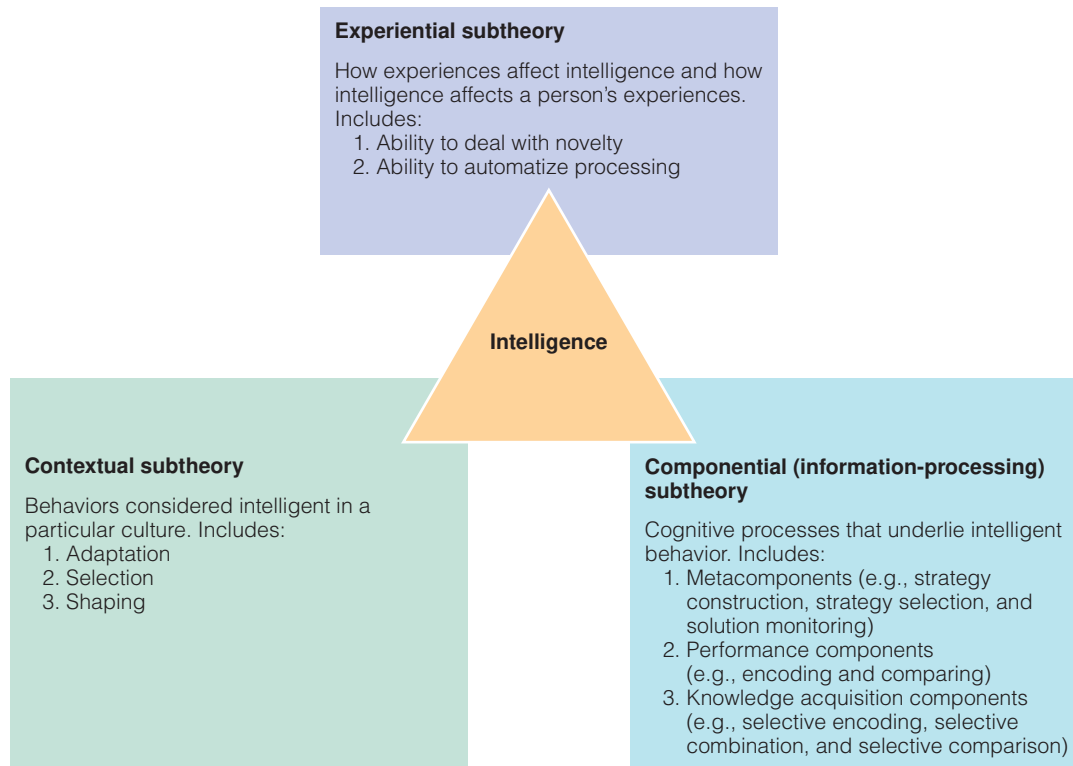 Experiential subtheory
How experiences affect intelligence and how
intelligence affects a person's experiences.
Includes:
1. Ability to deal with novelty
2. Ability to automatize processing
Intelligence
Contextual subtheory
Behaviors considered intelligent in a
particular culture. Includes:
1. Adaptation
2. Selection
3. Shaping
Componential (information-processing)
subtheory
Cognitive processes that underlie intelligent
behavior. Includes:
1. Metacomponents (e.g., strategy
construction, strategy selection, and
solution monitoring)
2. Performance components
(e.g., encoding and comparing)
3. Knowledge acquisition components
(e.g., selective encoding, selective
combination, and selective comparison)